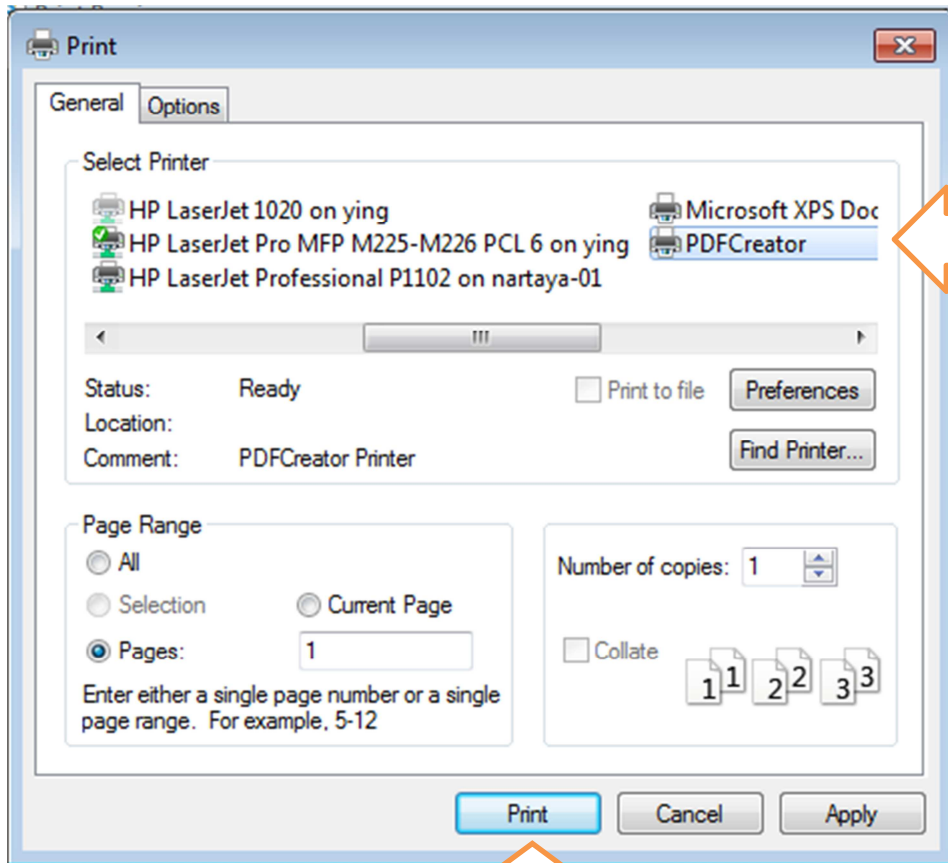 Print
General Options
Select Printer
HP LaserJet 1020 on ying
HP LaserJet Pro MFP M225-M226 PCL 6 on ying
HP LaserJet Professional P1102 on nartaya-01
Microsoft XPS Doc
PDFCreator
Status: Ready
Print to file
Preferences
Location:
Comment: PDFCreator Printer
Find Printer...
Page Range
All
Selection
Current Page
Pages: 1
Enter either a single page number or a single
page range. For example, 5-12
Number of copies: 1
Collate
1 1 2 2 3 3
Print Cancel Apply